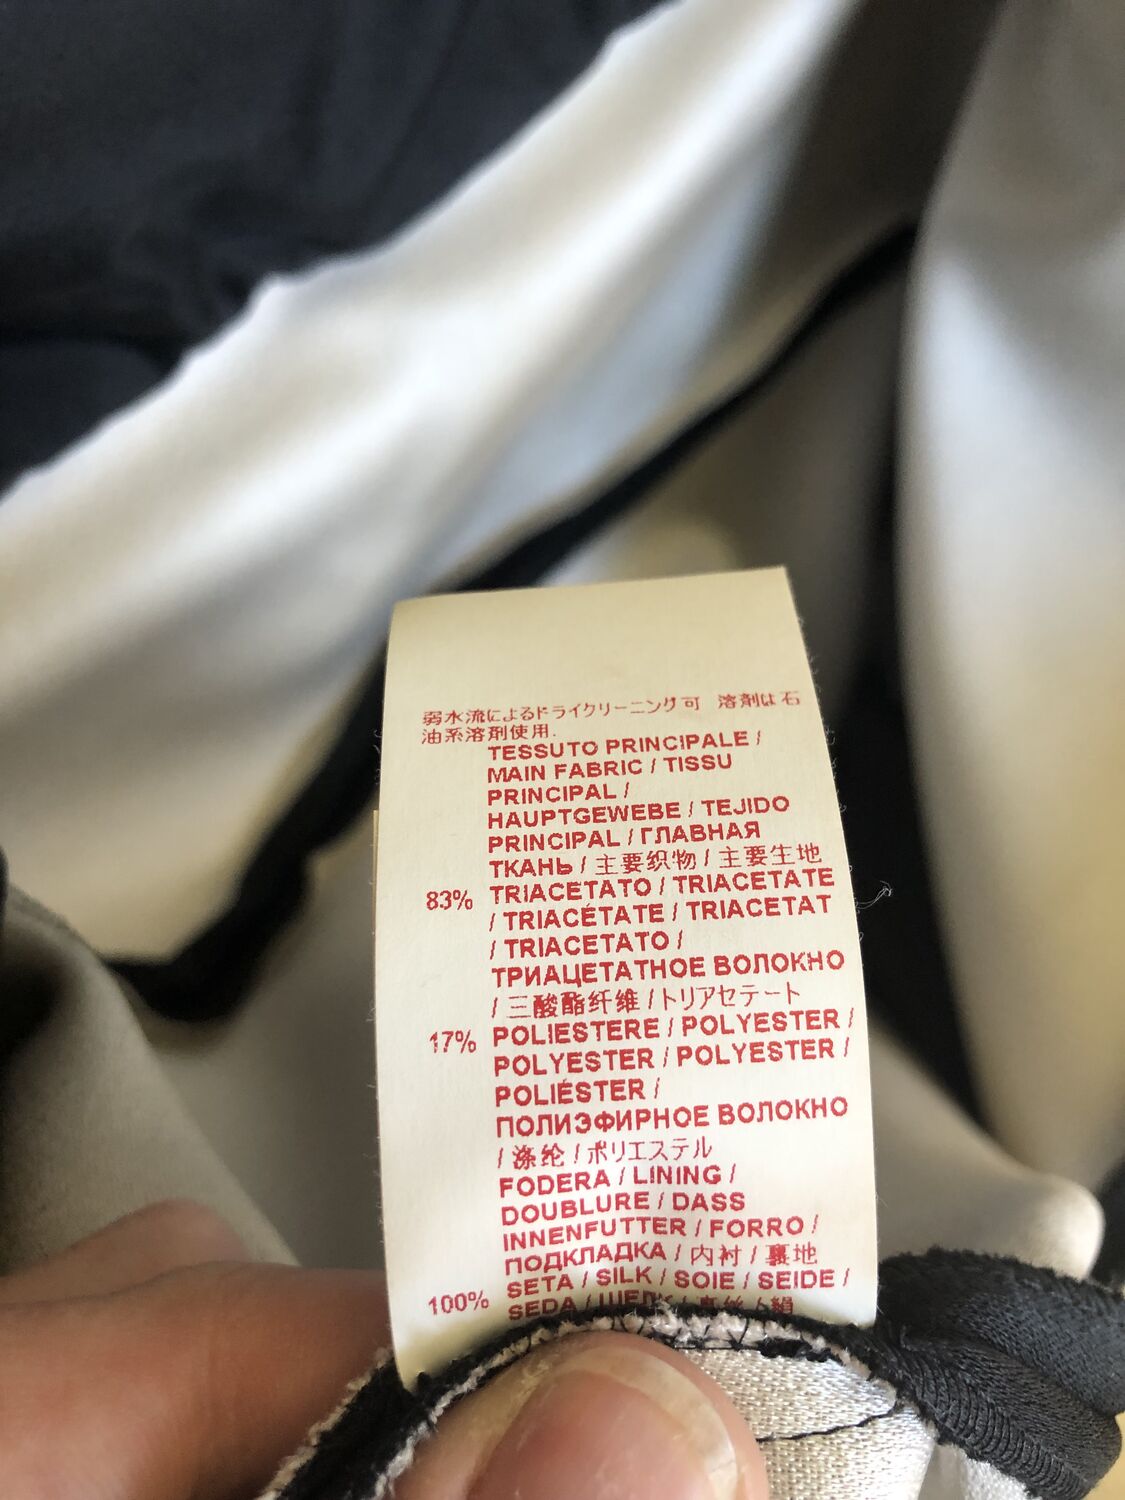 弱水流によるドライクリーニング可 溶剤は石
油系溶剤使用.
TESSUTO PRINCIPALE /
MAIN FABRIC / TISSU
PRINCIPAL /
HAUPTGEWEBE / TEJIDO
PRINCIPAL / ГЛАВНАЯ
ТКАНЬ / 主要织物 / 主要生地
83% TRIACETATO / TRIACETATE
/ TRIACÉTATE / TRIACETAT
/ TRIACETATO /
ТРИАЦЕТАТНОЕ ВОЛОКНО
/ 三酸酯纤维 / トリアセテート
17% POLIESTERE / POLYESTER /
POLYESTER / POLYESTER /
POLIÉSTER /
ПОЛИЭФИРНОЕ ВОЛОКНО
/ 涤纶 / ポリエステル
FODERA / LINING /
DOUBLURE / DASS
INNENFUTTER / FORRO /
ПОДКЛАДКА / 内衬 / 裏地
100% SETA / SILK / SOIE / SEIDE /
SEDA / ШЕЛК / 真丝 / 絹